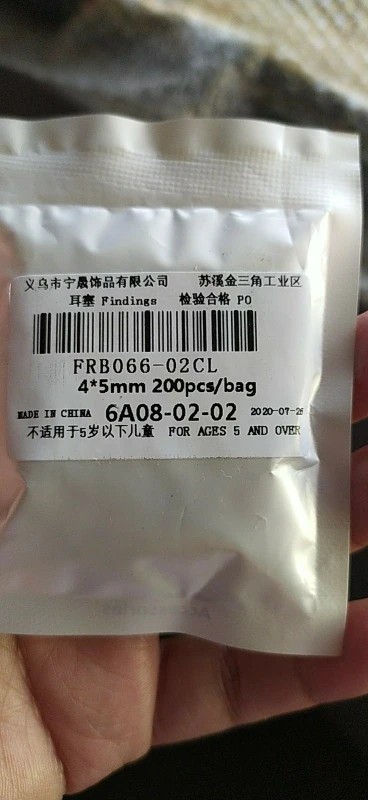 义乌市宁晟饰品有限公司 苏溪金三角工业区
耳塞 Findings 检验合格 PO
FRB066-02CL
4*5mm 200pcs/bag
MADE IN CHINA 6A08-02-02 2020-07-26
不适用于5岁以下儿童 FOR AGES 5 AND OVER